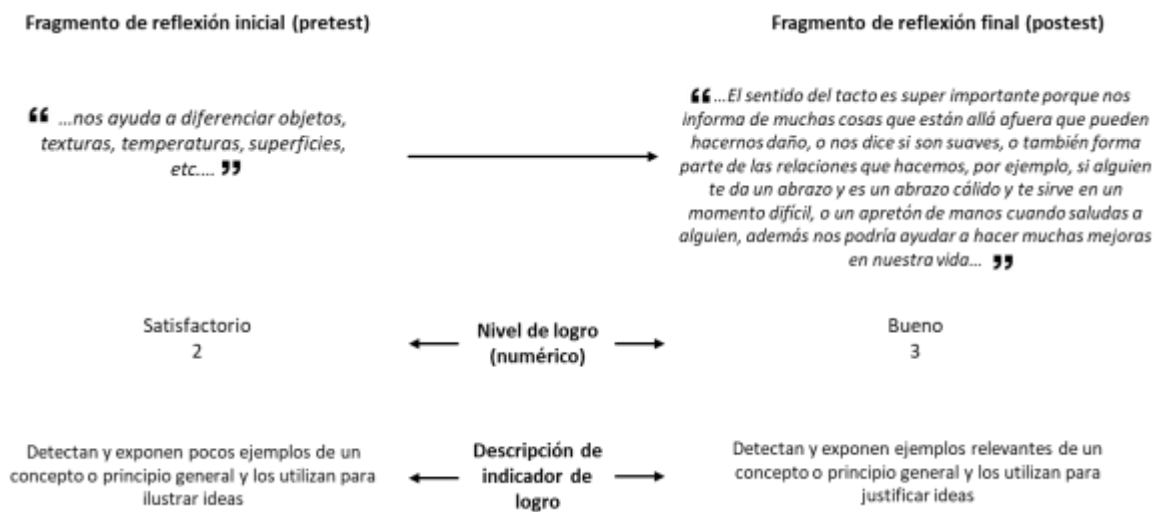 Fragmento de reflexión inicial (pretest)
Fragmento de reflexión final (postest)
“ ...nos ayuda a diferenciar objetos,
texturas, temperaturas, superficies,
etc.... ”
“ ...El sentido del tacto es super importante porque nos
informa de muchas cosas que están allá afuera que pueden
hacernos daño, o nos dice si son suaves, o también forma
parte de las relaciones que hacemos, por ejemplo, si alguien
te da un abrazo y es un abrazo cálido y te sirve en un
momento difícil, o un apretón de manos cuando saludas a
alguien, además nos podría ayudar a hacer muchas mejoras
en nuestra vida... ”
Satisfactorio
2
Nivel de logro
(numérico)
Bueno
3
Detectan y exponen pocos ejemplos de un
concepto o principio general y los utilizan para
ilustrar ideas
Descripción de
indicador de
logro
Detectan y exponen ejemplos relevantes de un
concepto o principio general y los utilizan para
justificar ideas